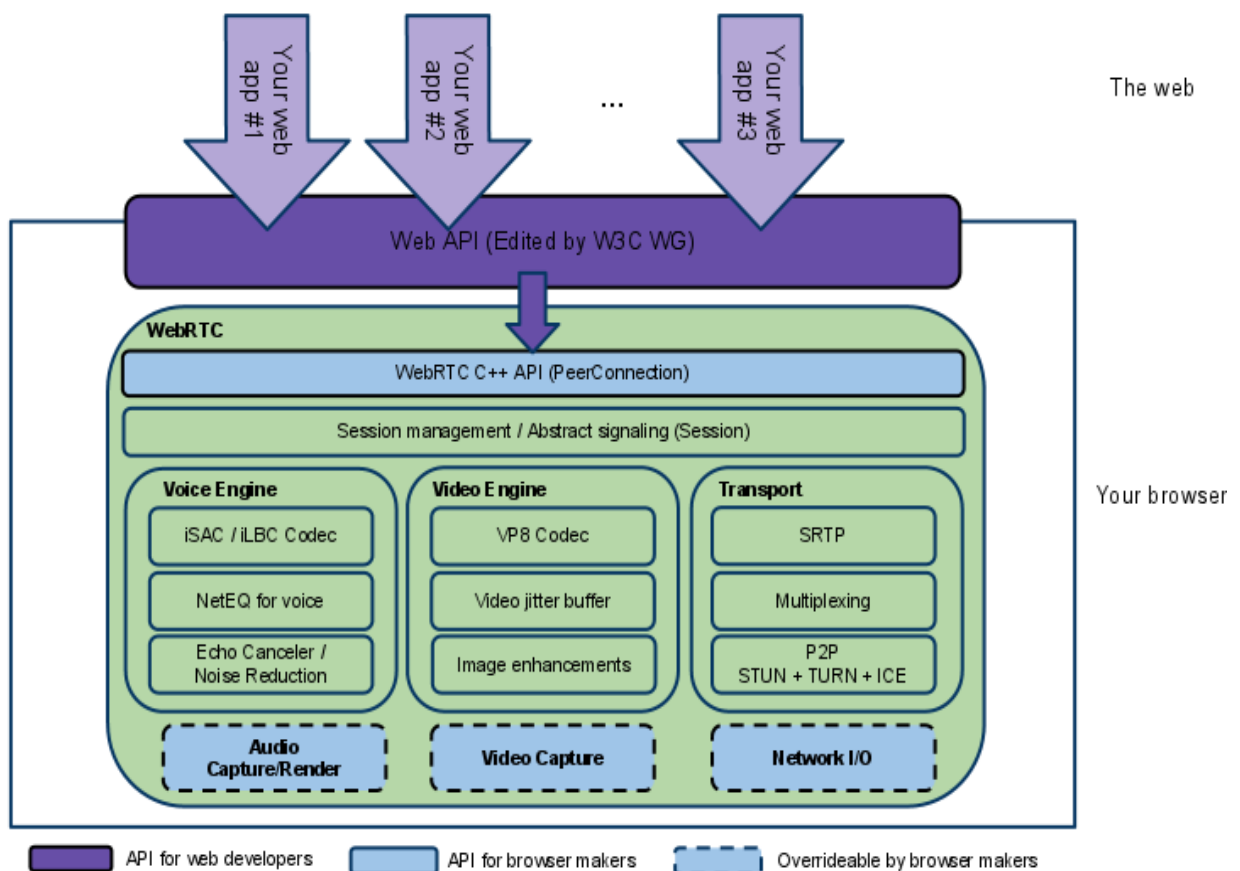 Your web
app #1
Your web
app #2
...
Your web
app #3
The web
Web API (Edited by W3C WG)
WebRTC
WebRTC C++ API (PeerConnection)
Session management / Abstract signaling (Session)
Your browser
Voice Engine
iSAC / iLBC Codec
NetEQ for voice
Echo Canceler /
Noise Reduction
Video Engine
VP8 Codec
Video jitter buffer
Image enhancements
Transport
SRTP
Multiplexing
P2P
STUN + TURN + ICE
Audio
Capture/Render
Video Capture
Network I/O
API for web developers
API for browser makers
Overrideable by browser makers